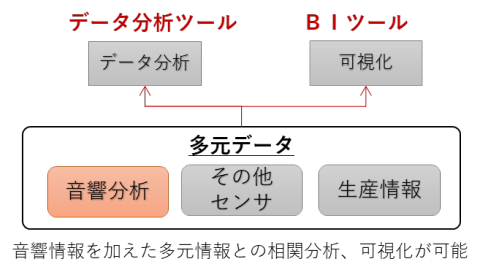 データ分析ツール
ＢＩツール
データ分析
可視化
多元データ
音響分析
その他
センサ
生産情報
音響情報を加えた多元情報との相関分析、可視化が可能